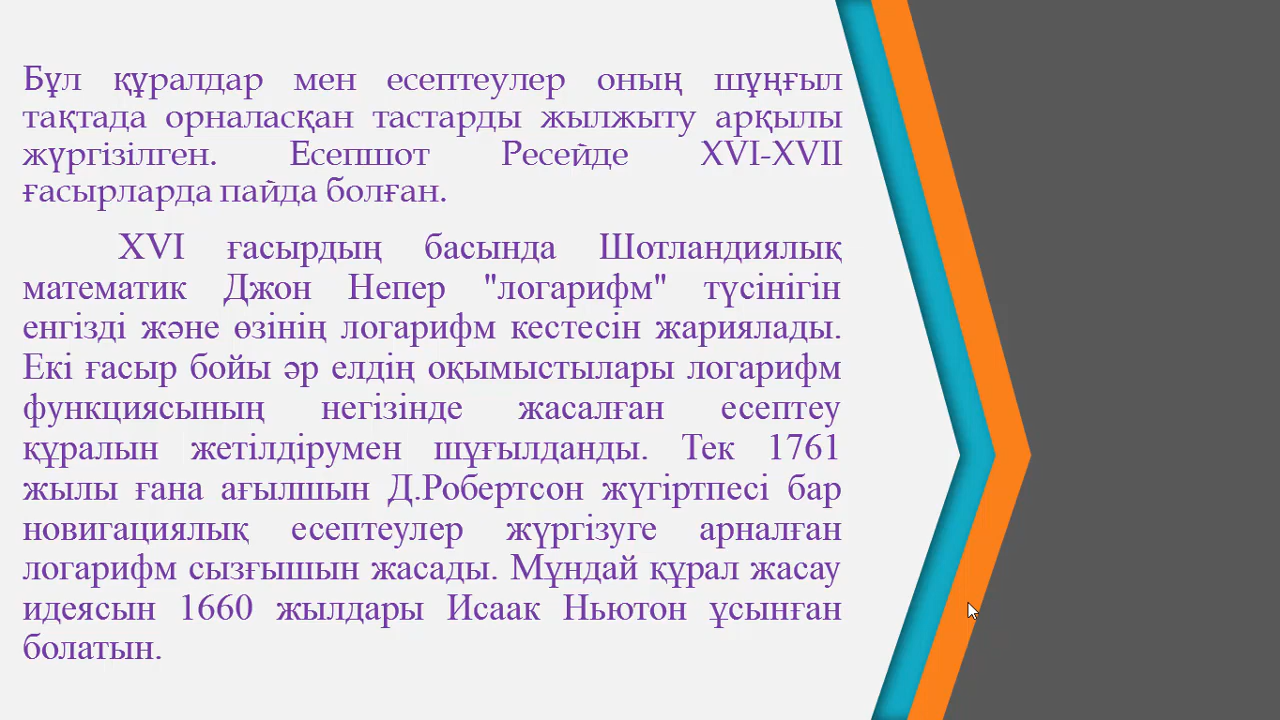 Бұл құралдар мен есептеулер оның шұңғыл
тақтада орналасқан тастарды жылжыту арқылы
жүргізілген. Есепшот Ресейде XVI-XVII
ғасырларда пайда болған.
XVI ғасырдың басында Шотландиялық
математик Джон Непер "логарифм" түсінігін
енгізді және өзінің логарифм кестесін жариялады.
Екі ғасыр бойы әр елдің оқымыстылары логарифм
функциясының негізінде жасалған есептеу
құралын жетілдірумен шұғылданды. Тек 1761
жылы ғана ағылшын Д.Робертсон жүгіртпесі бар
новигациялық есептеулер жүргізуге арналған
логарифм сызғышын жасады. Мұндай құрал жасау
идеясын 1660 жылдары Исаак Ньютон ұсынған
болатын.